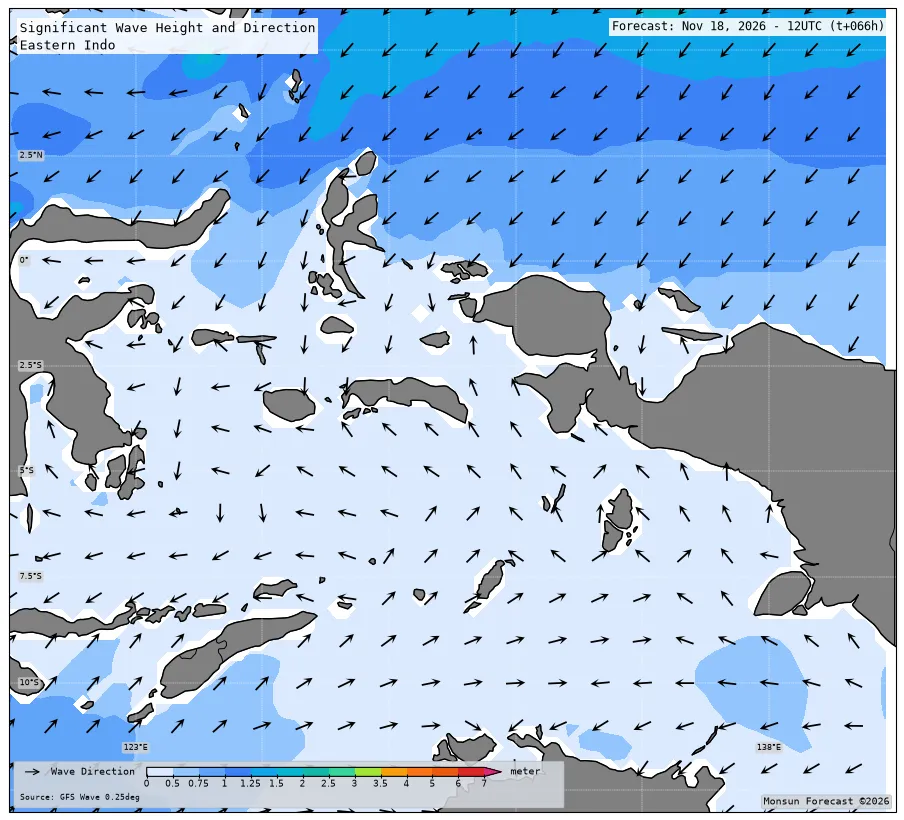 Significant Wave Height and Direction
Eastern Indo
Forecast: Nov 18, 2026 - 12UTC (t+066h)
2.5°N
0°
2.5°S
5°S
7.5°S
10°S
123°E
138°E
Wave Direction
meter
0 0.5 0.75 1 1.25 1.5 2 2.5 3 3.5 4 5 6 7
Source: GFS Wave 0.25deg
Monsun Forecast ©2026